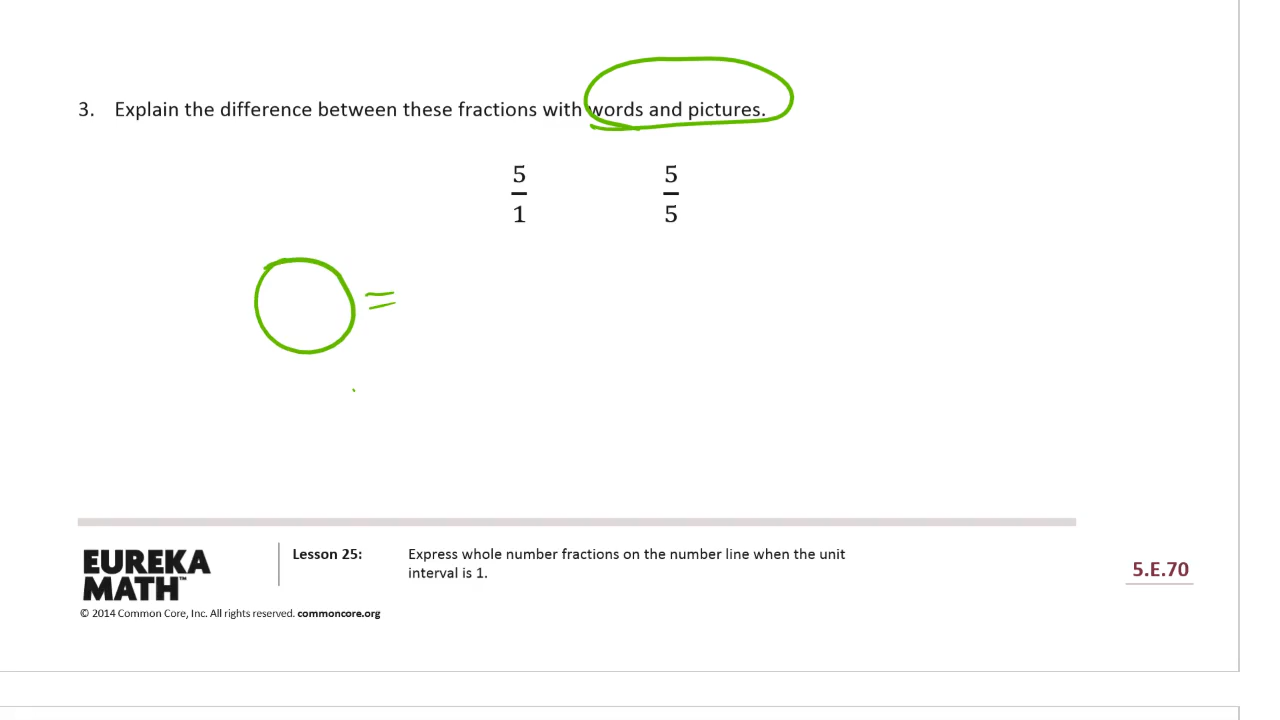 3. Explain the difference between these fractions with words and pictures.
5/1 5/5
=
EUREKA MATH™
Lesson 25: Express whole number fractions on the number line when the unit
interval is 1.
5.E.70
© 2014 Common Core, Inc. All rights reserved. commoncore.org